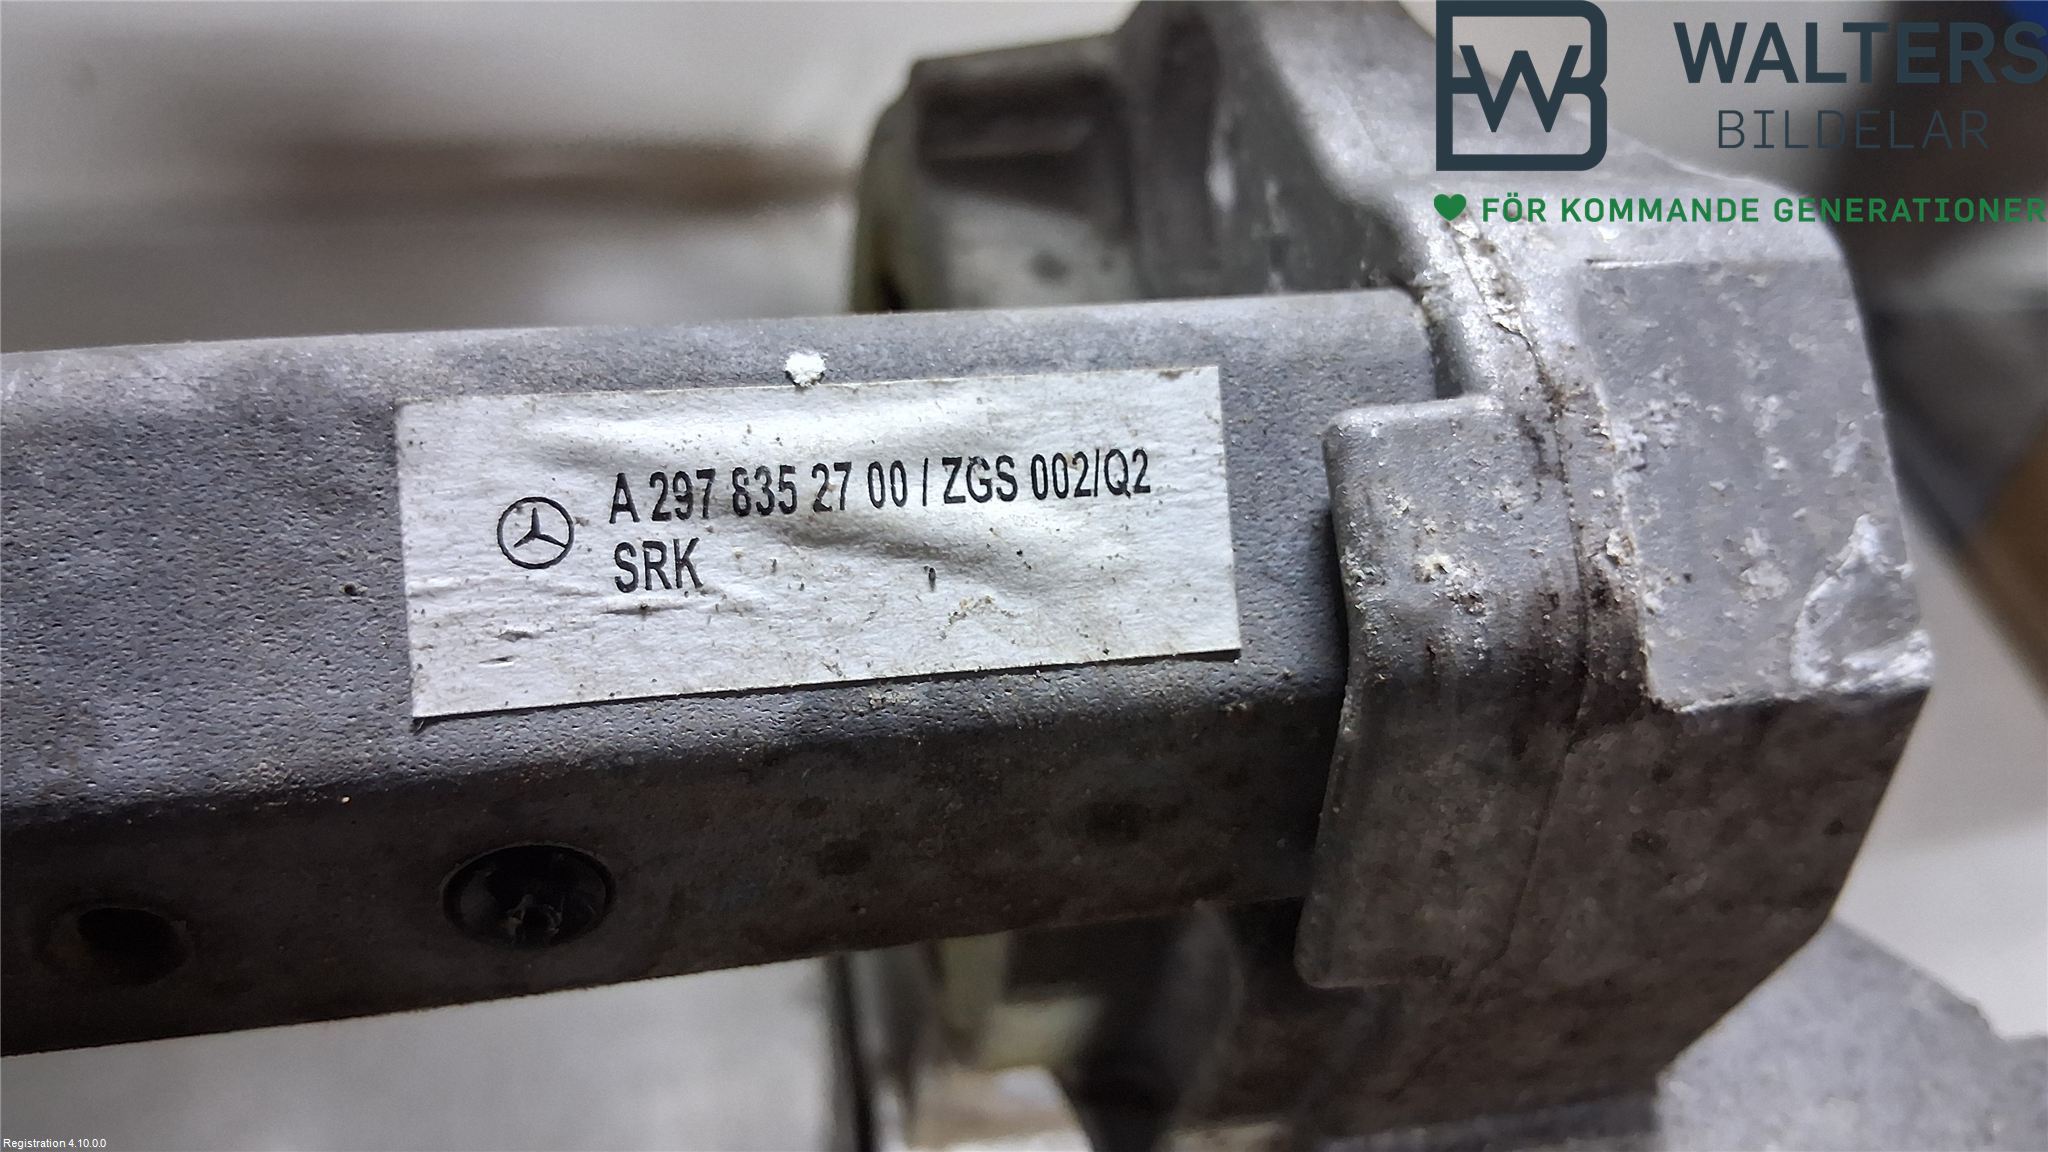 WALTERS
BILDELAR
FÖR KOMMANDE GENERATIONER
A 297 835 27 00 / ZGS 002/Q2
SRK
Registration 4.10.0.0